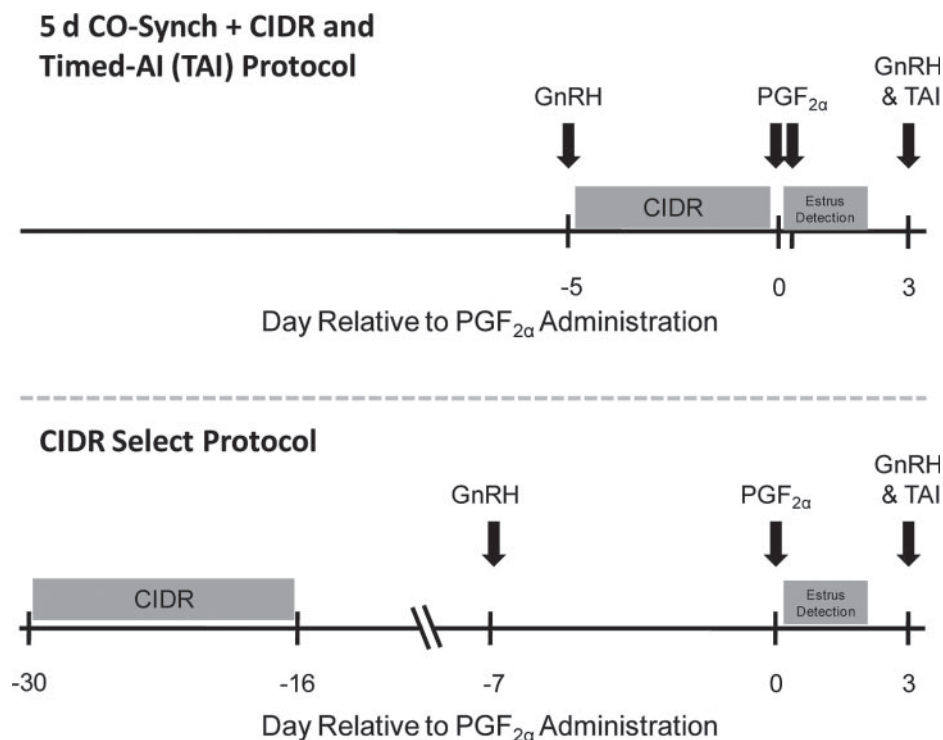 5 d CO-Synch + CIDR and
Timed-AI (TAI) Protocol
GnRH
PGF2α
GnRH
& TAI
CIDR
Estrus
Detection
-5
0
3
Day Relative to PGF2α Administration
CIDR Select Protocol
GnRH
PGF2α
GnRH
& TAI
CIDR
Estrus
Detection
-30
-16
-7
0
3
Day Relative to PGF2α Administration